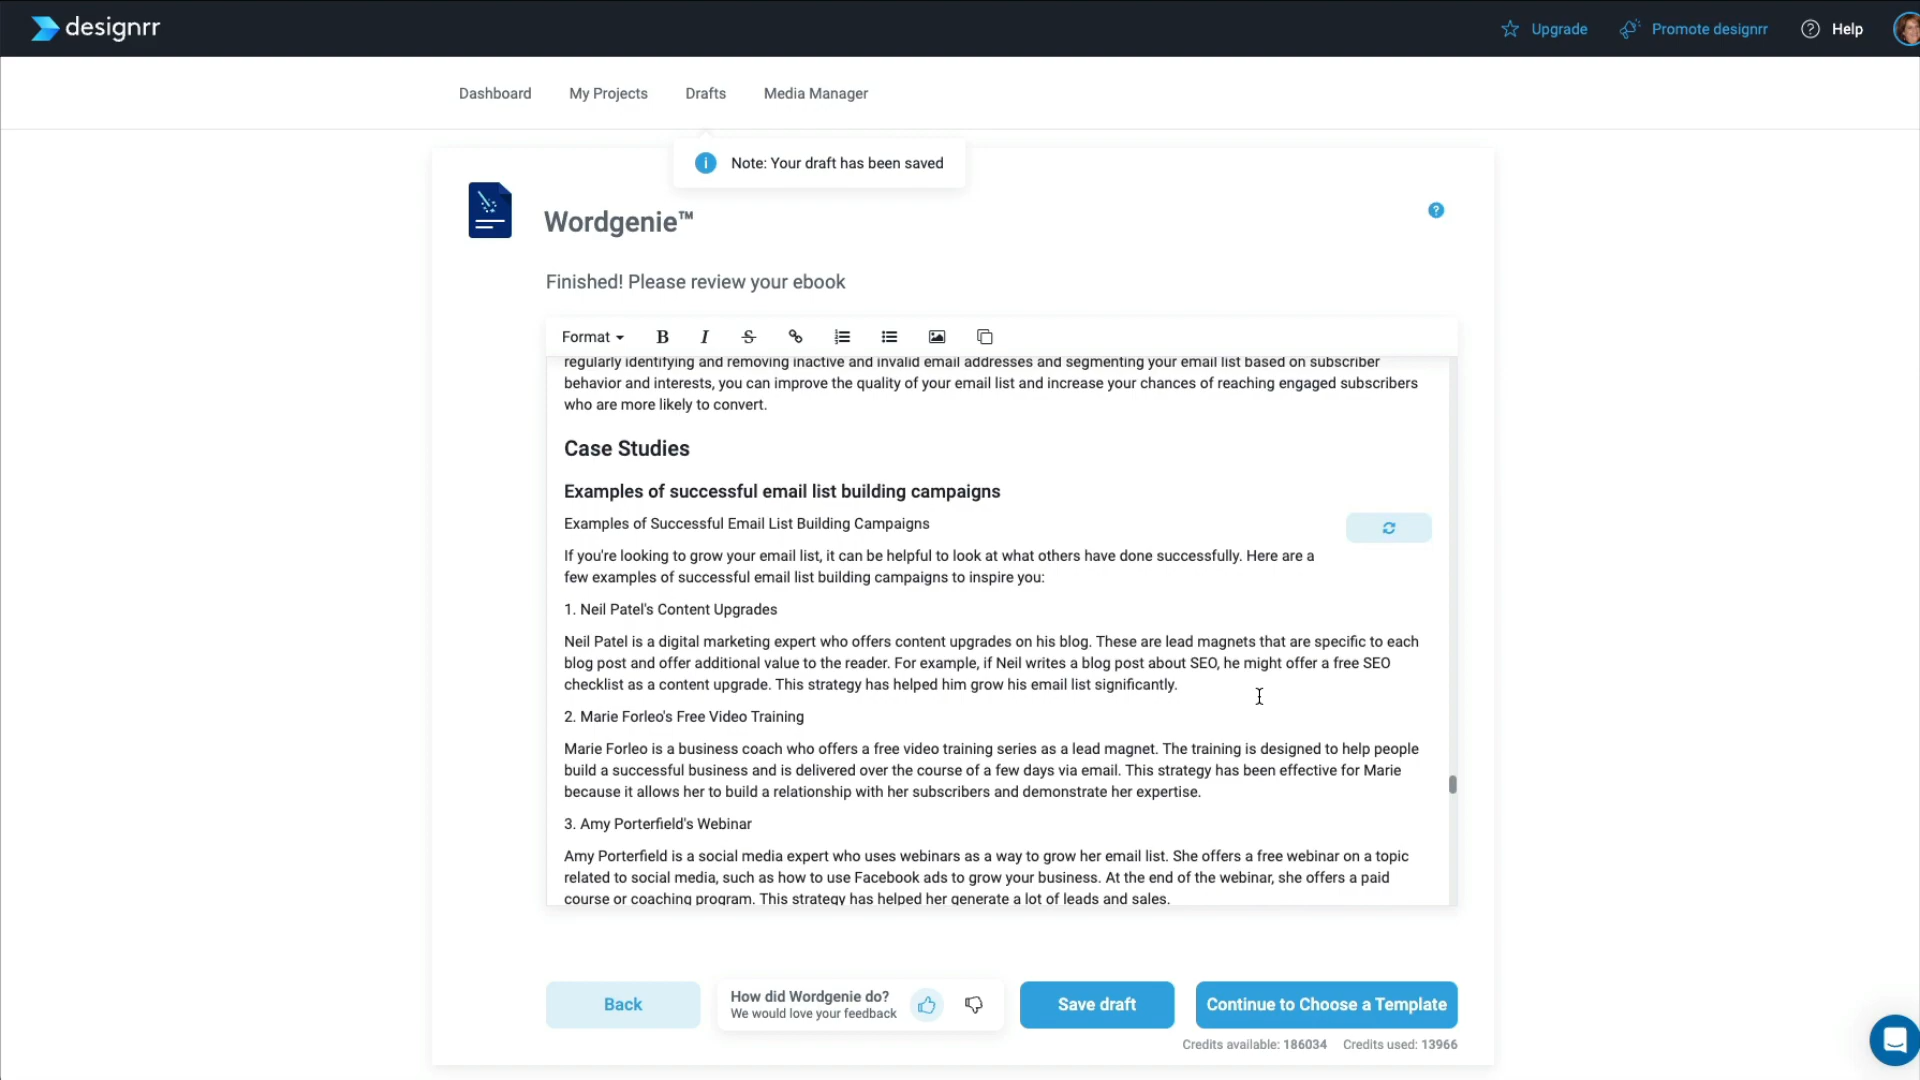 designrr
Upgrade
Promote designrr
Help
Dashboard
My Projects
Drafts
Media Manager
Note: Your draft has been saved
Wordgenie™
Finished! Please review your ebook
Format
regularly identifying and removing inactive and invalid email addresses and segmenting your email list based on subscriber
behavior and interests, you can improve the quality of your email list and increase your chances of reaching engaged subscribers
who are more likely to convert.
Case Studies
Examples of successful email list building campaigns
Examples of Successful Email List Building Campaigns
If you're looking to grow your email list, it can be helpful to look at what others have done successfully. Here are a
few examples of successful email list building campaigns to inspire you:
1. Neil Patel's Content Upgrades
Neil Patel is a digital marketing expert who offers content upgrades on his blog. These are lead magnets that are specific to each
blog post and offer additional value to the reader. For example, if Neil writes a blog post about SEO, he might offer a free SEO
checklist as a content upgrade. This strategy has helped him grow his email list significantly.
2. Marie Forleo's Free Video Training
Marie Forleo is a business coach who offers a free video training series as a lead magnet. The training is designed to help people
build a successful business and is delivered over the course of a few days via email. This strategy has been effective for Marie
because it allows her to build a relationship with her subscribers and demonstrate her expertise.
3. Amy Porterfield's Webinar
Amy Porterfield is a social media expert who uses webinars as a way to grow her email list. She offers a free webinar on a topic
related to social media, such as how to use Facebook ads to grow your business. At the end of the webinar, she offers a paid
course or coaching program. This strategy has helped her generate a lot of leads and sales.
Back
How did Wordgenie do?
We would love your feedback
Save draft
Continue to Choose a Template
Credits available: 186034
Credits used: 13966